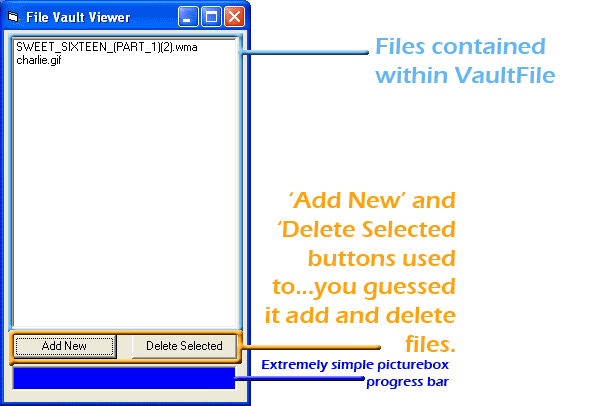 File Vault Viewer
SWEET_SIXTEEN_(PART_1)(2).wma
charlie.gif
Files contained
within VaultFile
‘Add New’ and
‘Delete Selected
buttons used
to...you guessed
it add and delete
files.
Add New
Delete Selected
Extremely simple picturebox
progress bar